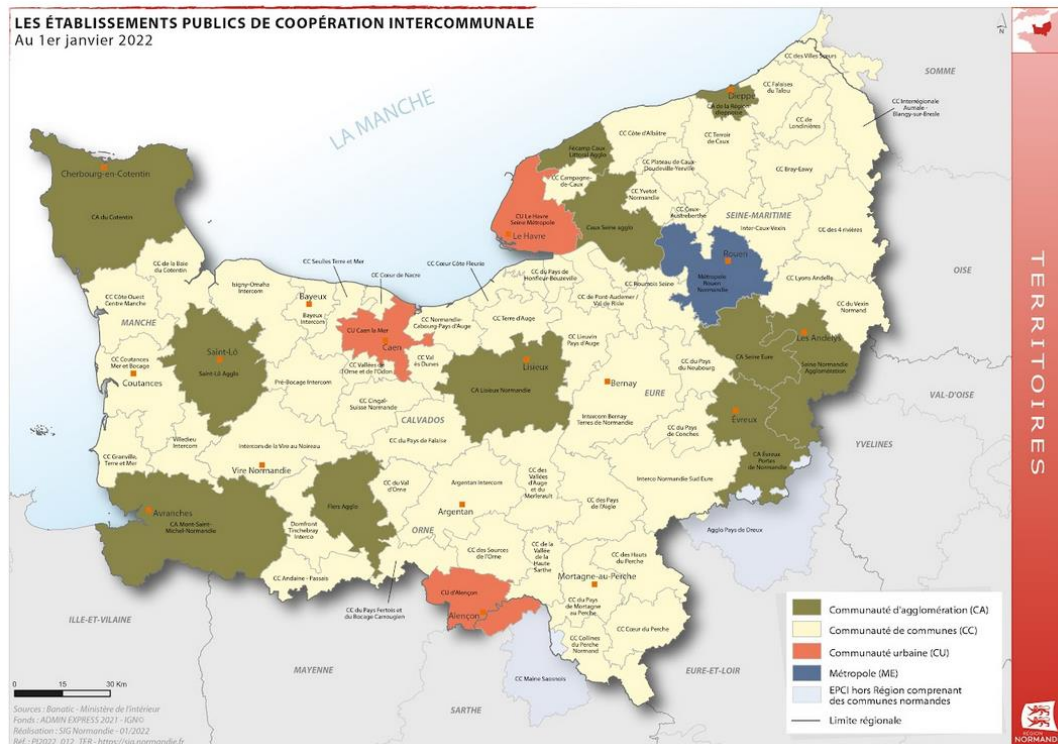 LES ÉTABLISSEMENTS PUBLICS DE COOPÉRATION INTERCOMMUNALE
Au 1er janvier 2022
N
LA MANCHE
SOMME
CC des Villes Sœurs
CC Falaises
du Talou
CC Interrégionale
Aumale -
Blangy-sur-Bresle
Dieppe
CA de la Région
Dieppoise
CC de
Londinières
CC Côte d'Albâtre
CC Terroir
de Caux
Fécamp Caux
Littoral Agglo
CC Plateau de Caux-
Doudeville-Yerville
CC Bray-Eawy
CC Campagne-
de-Caux
CC Yvetot
Normandie
Cherbourg-en-Cotentin
CA du Cotentin
CU Le Havre
Seine Métropole
Le Havre
Caux Seine agglo
CC Caux-
Austreberthe
SEINE-MARITIME
Inter-Caux-Vexin
CC des 4 rivières
Rouen
Métropole
Rouen
Normandie
OISE
CC de la Baie
du Cotentin
CC Seulles Terre et Mer
CC Cœur de Nacre
CC Cœur Côte Fleurie
CC du Pays de
Honfleur-Beuzeville
CC Roumois Seine
CC Lyons Andelle
Isigny-Omaha
Intercom
Bayeux
Bayeux
Intercom
CC Côte Ouest
Centre Manche
CC de Pont-Audemer /
Val de Risle
CC du Vexin
Normand
MANCHE
CU Caen la Mer
Caen
CC Normandie-
Cabourg-Pays d'Auge
CC Terre d'Auge
CC Lieuvin
Pays d'Auge
Les Andelys
Saint-Lô
Saint-Lô Agglo
CC Val
ès Dunes
CA Seine Eure
Seine Normandie
Agglomération
CC Coutances
Mer et Bocage
Coutances
CC Vallées de
l'Orne et de l'Odon
Lisieux
CA Lisieux Normandie
CC du Pays
du Neubourg
Pré-Bocage Intercom
Bernay
EURE
VAL-D'OISE
CC Cingal-
Suisse Normande
CALVADOS
Intercom Bernay
Terres de Normandie
Évreux
CC du Pays
de Conches
YVELINES
Villedieu
Intercom
Intercom de la Vire au Noireau
CC du Pays de Falaise
CA Evreux
Portes
de Normandie
CC Granville,
Terre et Mer
Vire Normandie
CC du Val
d'Orne
Argentan Intercom
Argentan
CC des
Vallées
d'Auge
et du
Merlerault
Interco Normandie Sud Eure
CC des Pays
de l'Aigle
Avranches
CA Mont-Saint-
Michel-Normandie
Flers Agglo
Domfront
Tinchebray
Interco
ORNE
Agglo Pays de Dreux
CC des Sources
de l'Orne
CC de la
Vallée
de la
Haute
Sarthe
CC des Hauts
du Perche
CC Andaine - Passais
Mortagne-au-Perche
CU d'Alençon
Alençon
CC du Pays Fertois et
du Bocage Carrougien
CC du Pays
de Mortagne
au Perche
CC Cœur du Perche
CC Collines
du Perche
Normand
ILLE-ET-VILAINE
MAYENNE
CC Maine Saosnois
SARTHE
EURE-ET-LOIR
Communauté d'agglomération (CA)
Communauté de communes (CC)
Communauté urbaine (CU)
Métropole (ME)
EPCI hors Région comprenant
des communes normandes
Limite régionale
0 15 30 Km
Sources : Banatic - Ministère de l'Intérieur
Fonds : ADMIN EXPRESS 2021 - IGN©
Réalisation : SIG Normandie - 01/2022
Réf. : PJ2022_012_TER - https://sig.normandie.fr
TERRITOIRES
RÉGION
NORMANDIE